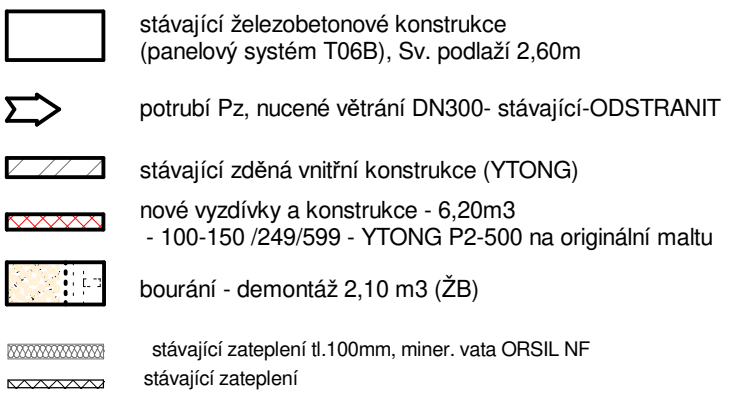 stávající železobetonové konstrukce
(panelový systém T06B), Sv. podlaží 2,60m
potrubí Pz, nucené větrání DN300- stávající-ODSTRANIT
stávající zděná vnitřní konstrukce (YTONG)
nové vyzdívky a konstrukce - 6,20m3
- 100-150 /249/599 - YTONG P2-500 na originální maltu
bourání - demontáž 2,10 m3 (ŽB)
stávající zateplení tl.100mm, miner. vata ORSIL NF
stávající zateplení